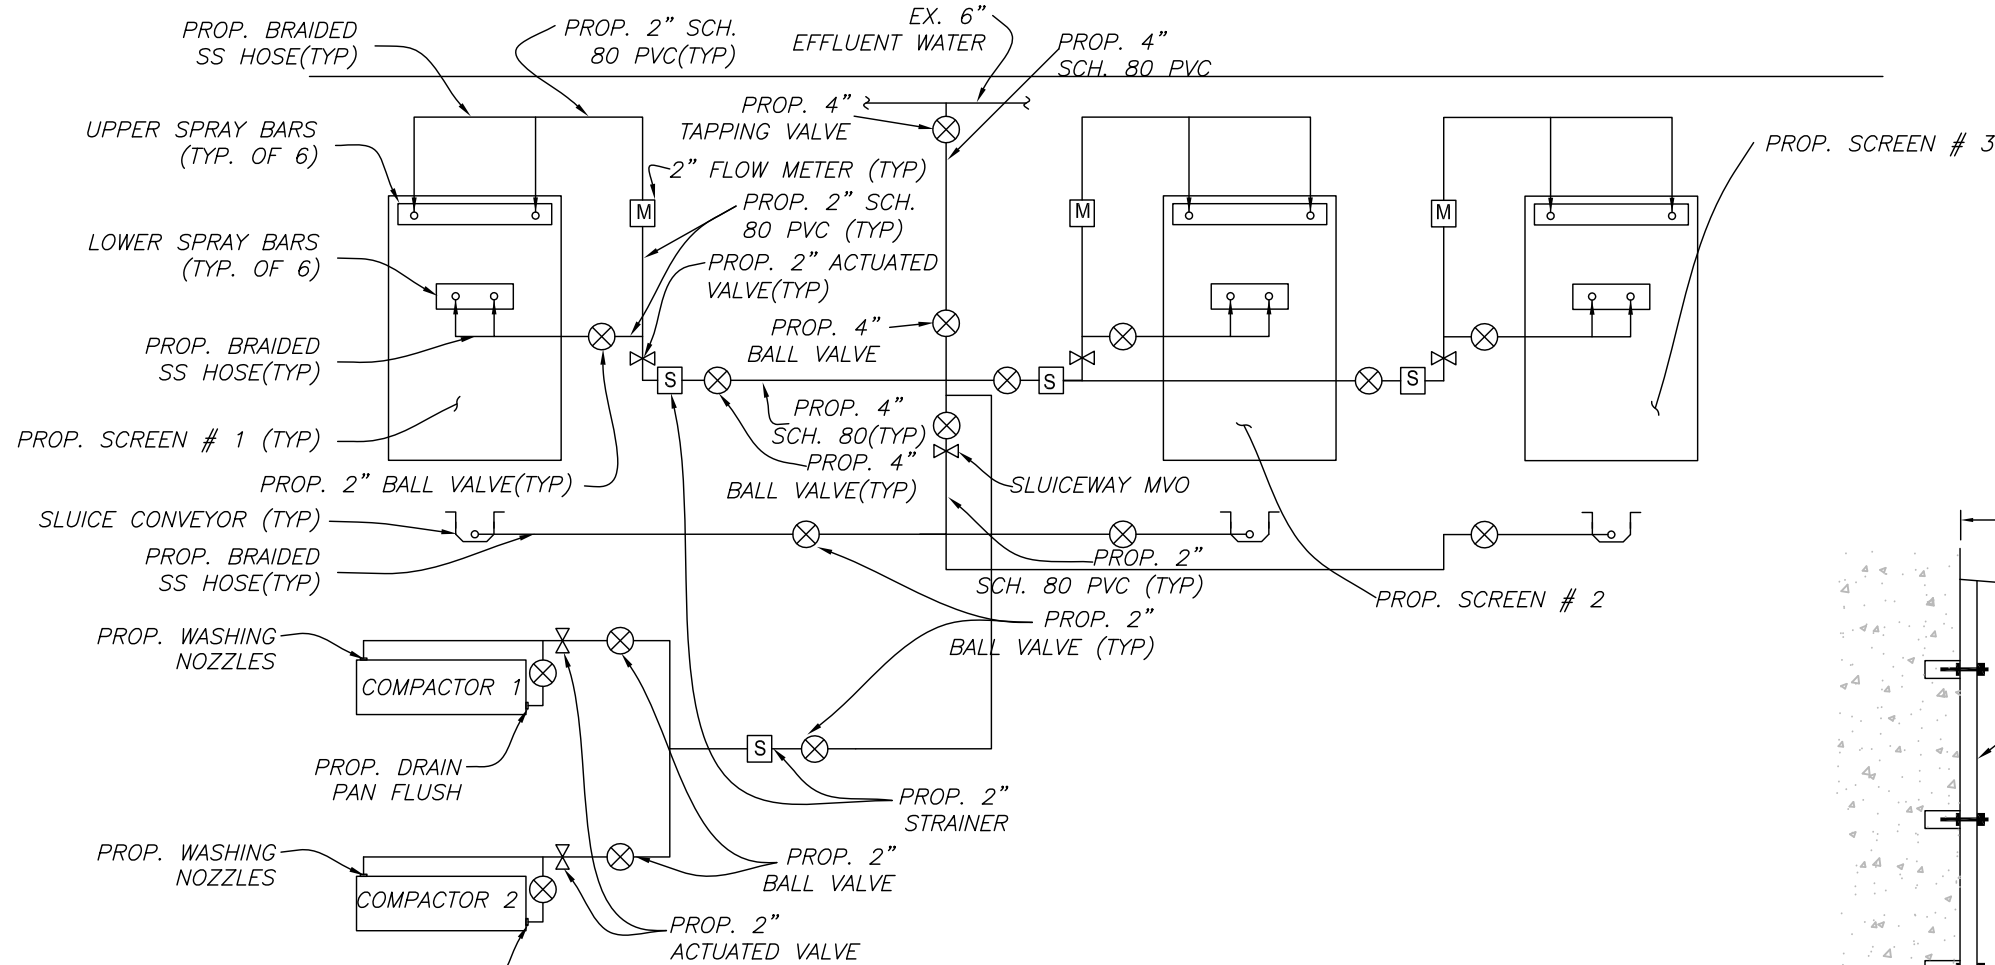 PROP. BRAIDED
SS HOSE(TYP)
PROP. 2" SCH.
80 PVC(TYP)
EX. 6"
EFFLUENT WATER
PROP. 4"
SCH. 80 PVC
UPPER SPRAY BARS
(TYP. OF 6)
PROP. 4"
TAPPING VALVE
PROP. SCREEN # 3
2" FLOW METER (TYP)
M
M
M
PROP. 2" SCH.
80 PVC (TYP)
LOWER SPRAY BARS
(TYP. OF 6)
PROP. 2" ACTUATED
VALVE(TYP)
PROP. 4"
BALL VALVE
PROP. BRAIDED
SS HOSE(TYP)
S
S
S
PROP. 4"
SCH. 80(TYP)
PROP. SCREEN # 1 (TYP)
PROP. 4"
BALL VALVE(TYP)
PROP. 2" BALL VALVE(TYP)
SLUICEWAY MVO
SLUICE CONVEYOR (TYP)
PROP. BRAIDED
SS HOSE(TYP)
PROP. 2"
SCH. 80 PVC (TYP)
PROP. SCREEN # 2
PROP. 2"
BALL VALVE (TYP)
PROP. WASHING
NOZZLES
COMPACTOR 1
S
PROP. DRAIN
PAN FLUSH
PROP. 2"
STRAINER
PROP. WASHING
NOZZLES
PROP. 2"
BALL VALVE
COMPACTOR 2
PROP. 2"
ACTUATED VALVE